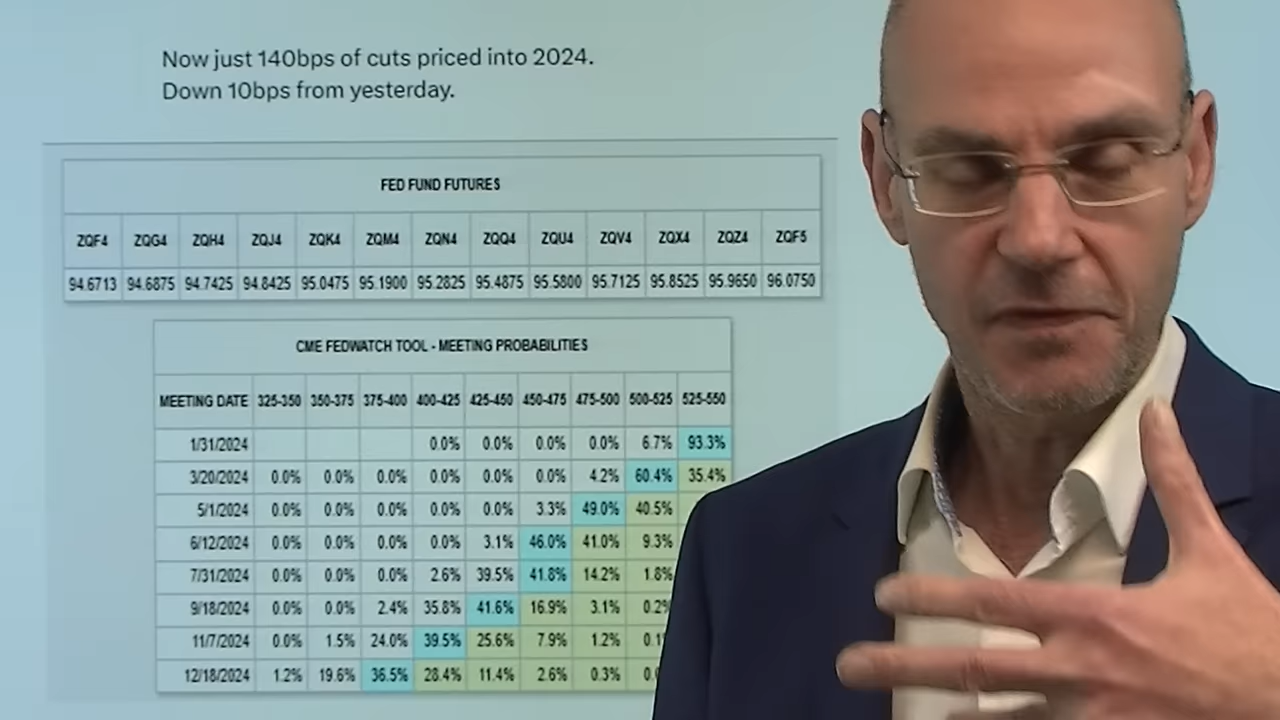 Now just 140bps of cuts priced into 2024.
Down 10bps from yesterday.
FED FUND FUTURES
ZQF4 ZQG4 ZQH4 ZQJ4 ZQK4 ZQM4 ZQN4 ZQQ4 ZQU4 ZQV4 ZQX4 ZQZ4 ZQF5
94.6713 94.6875 94.7425 94.8425 95.0475 95.1900 95.2825 95.4875 95.5800 95.7125 95.8525 95.9650 96.0750
CME FEDWATCH TOOL - MEETING PROBABILITIES
MEETING DATE 325-350 350-375 375-400 400-425 425-450 450-475 475-500 500-525 525-550
1/31/2024 0.0% 0.0% 0.0% 0.0% 6.7% 93.3%
3/20/2024 0.0% 0.0% 0.0% 0.0% 0.0% 0.0% 4.2% 60.4% 35.4%
5/1/2024 0.0% 0.0% 0.0% 0.0% 0.0% 3.3% 49.0% 40.5%
6/12/2024 0.0% 0.0% 0.0% 0.0% 3.1% 46.0% 41.0% 9.3%
7/31/2024 0.0% 0.0% 0.0% 2.6% 39.5% 41.8% 14.2% 1.8%
9/18/2024 0.0% 0.0% 2.4% 35.8% 41.6% 16.9% 3.1% 0.2%
11/7/2024 0.0% 1.5% 24.0% 39.5% 25.6% 7.9% 1.2%
12/18/2024 1.2% 19.6% 36.5% 28.4% 11.4% 2.6% 0.3%